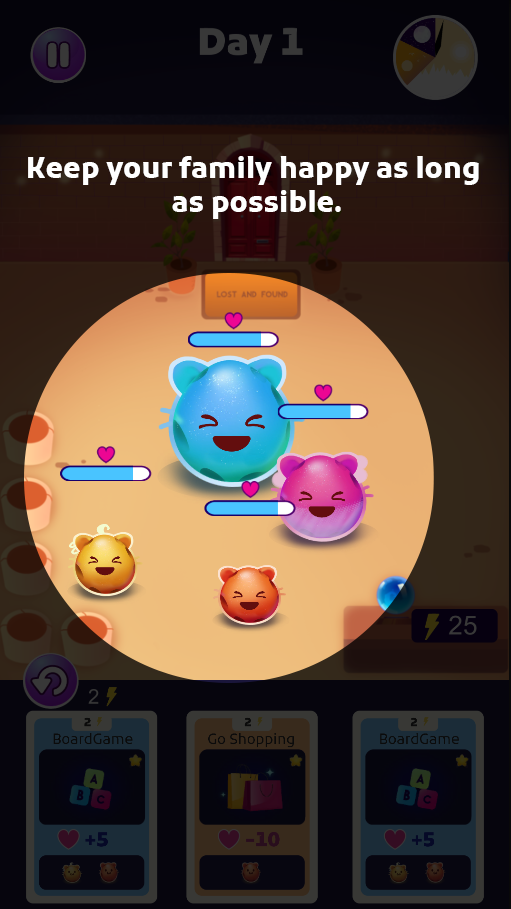 Day 1
Keep your family happy as long
as possible.
LOST AND FOUND
25
2
2
BoardGame
A
B
C
+5
2
Go Shopping
-10
2
BoardGame
A
B
C
+5